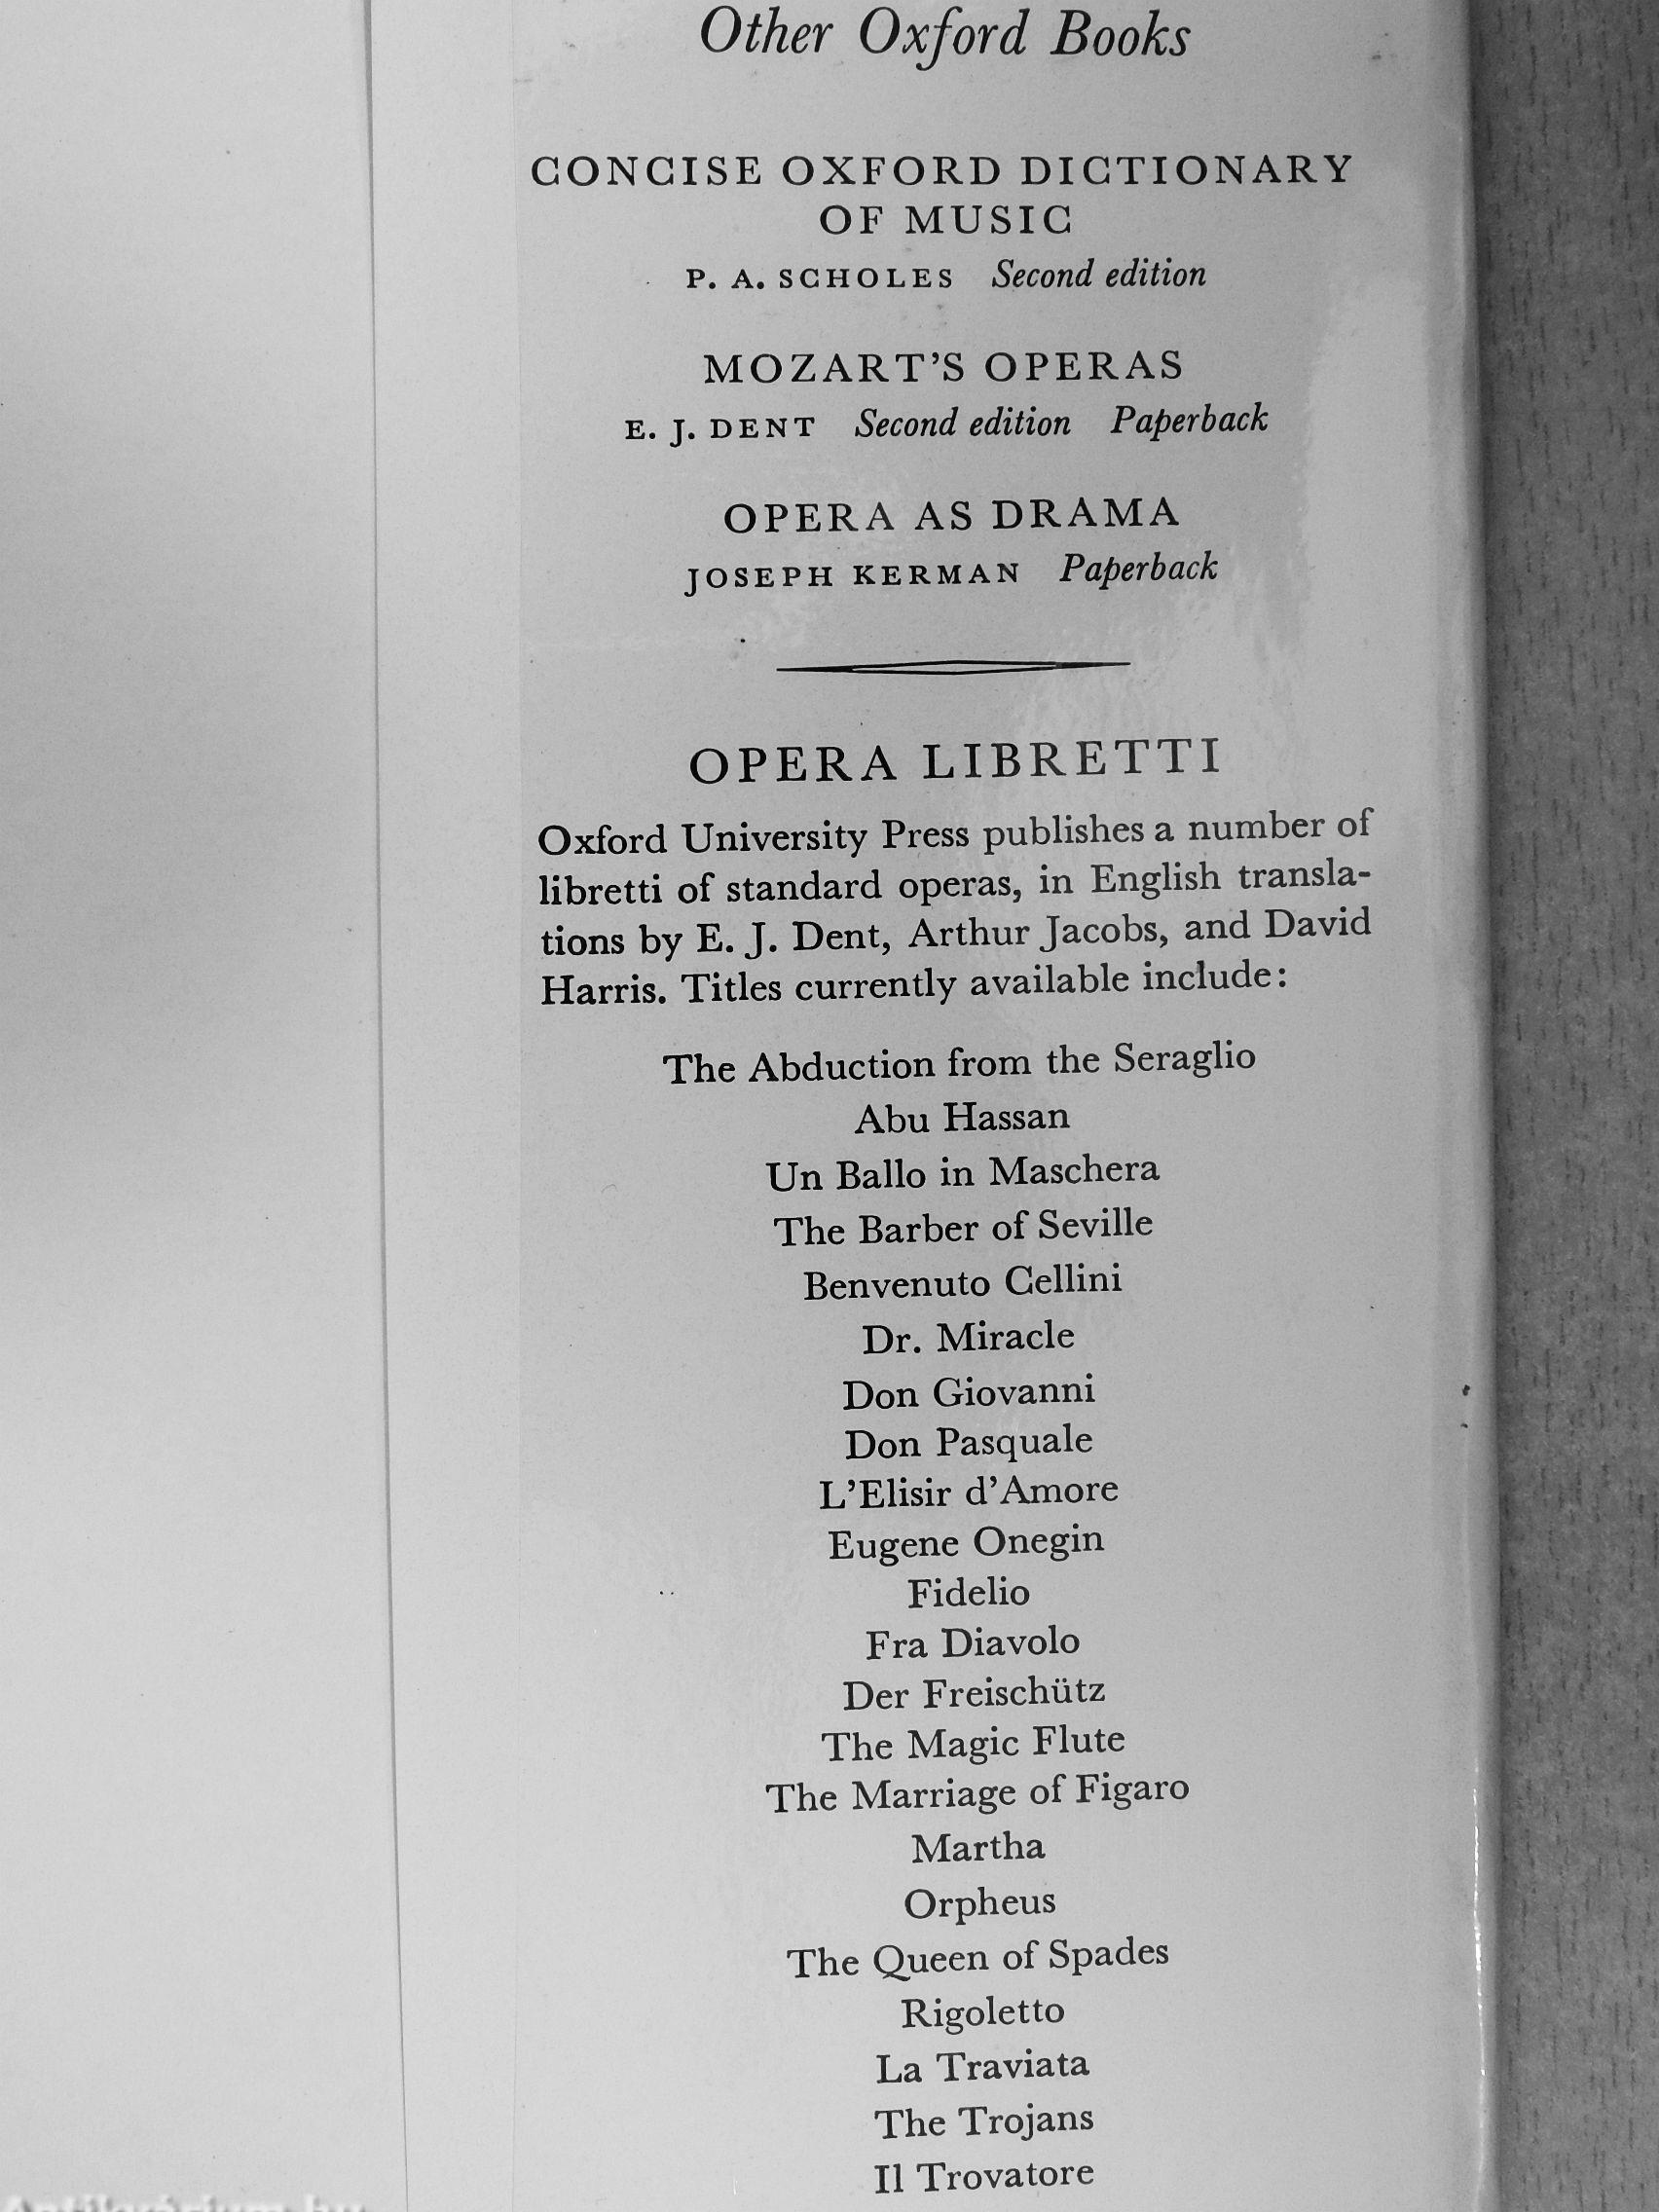 Other Oxford Books
CONCISE OXFORD DICTIONARY
OF MUSIC
P. A. SCHOLES Second edition
MOZART'S OPERAS
E. J. DENT Second edition Paperback
OPERA AS DRAMA
JOSEPH KERMAN Paperback
OPERA LIBRETTI
Oxford University Press publishes a number of
libretti of standard operas, in English transla-
tions by E. J. Dent, Arthur Jacobs, and David
Harris. Titles currently available include:
The Abduction from the Seraglio
Abu Hassan
Un Ballo in Maschera
The Barber of Seville
Benvenuto Cellini
Dr. Miracle
Don Giovanni
Don Pasquale
L'Elisir d'Amore
Eugene Onegin
Fidelio
Fra Diavolo
Der Freischütz
The Magic Flute
The Marriage of Figaro
Martha
Orpheus
The Queen of Spades
Rigoletto
La Traviata
The Trojans
Il Trovatore